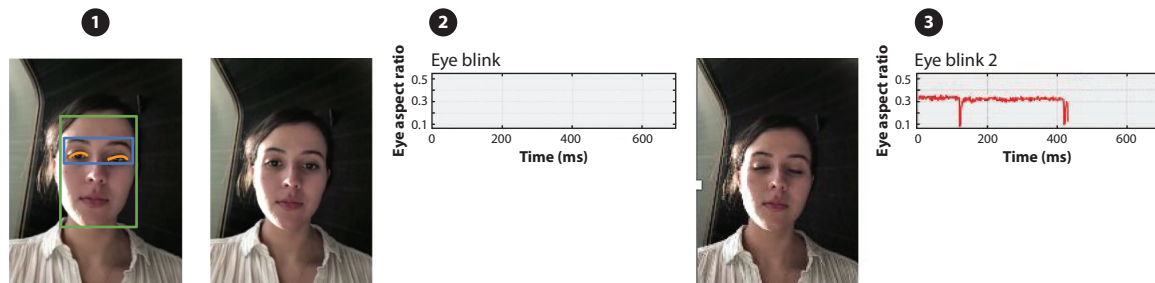 1
2
3
Eye blink
Eye aspect ratio
0.5
0.3
0.1
0 200 400 600
Time (ms)
Eye blink 2
Eye aspect ratio
0.5
0.3
0.1
0 200 400 600
Time (ms)